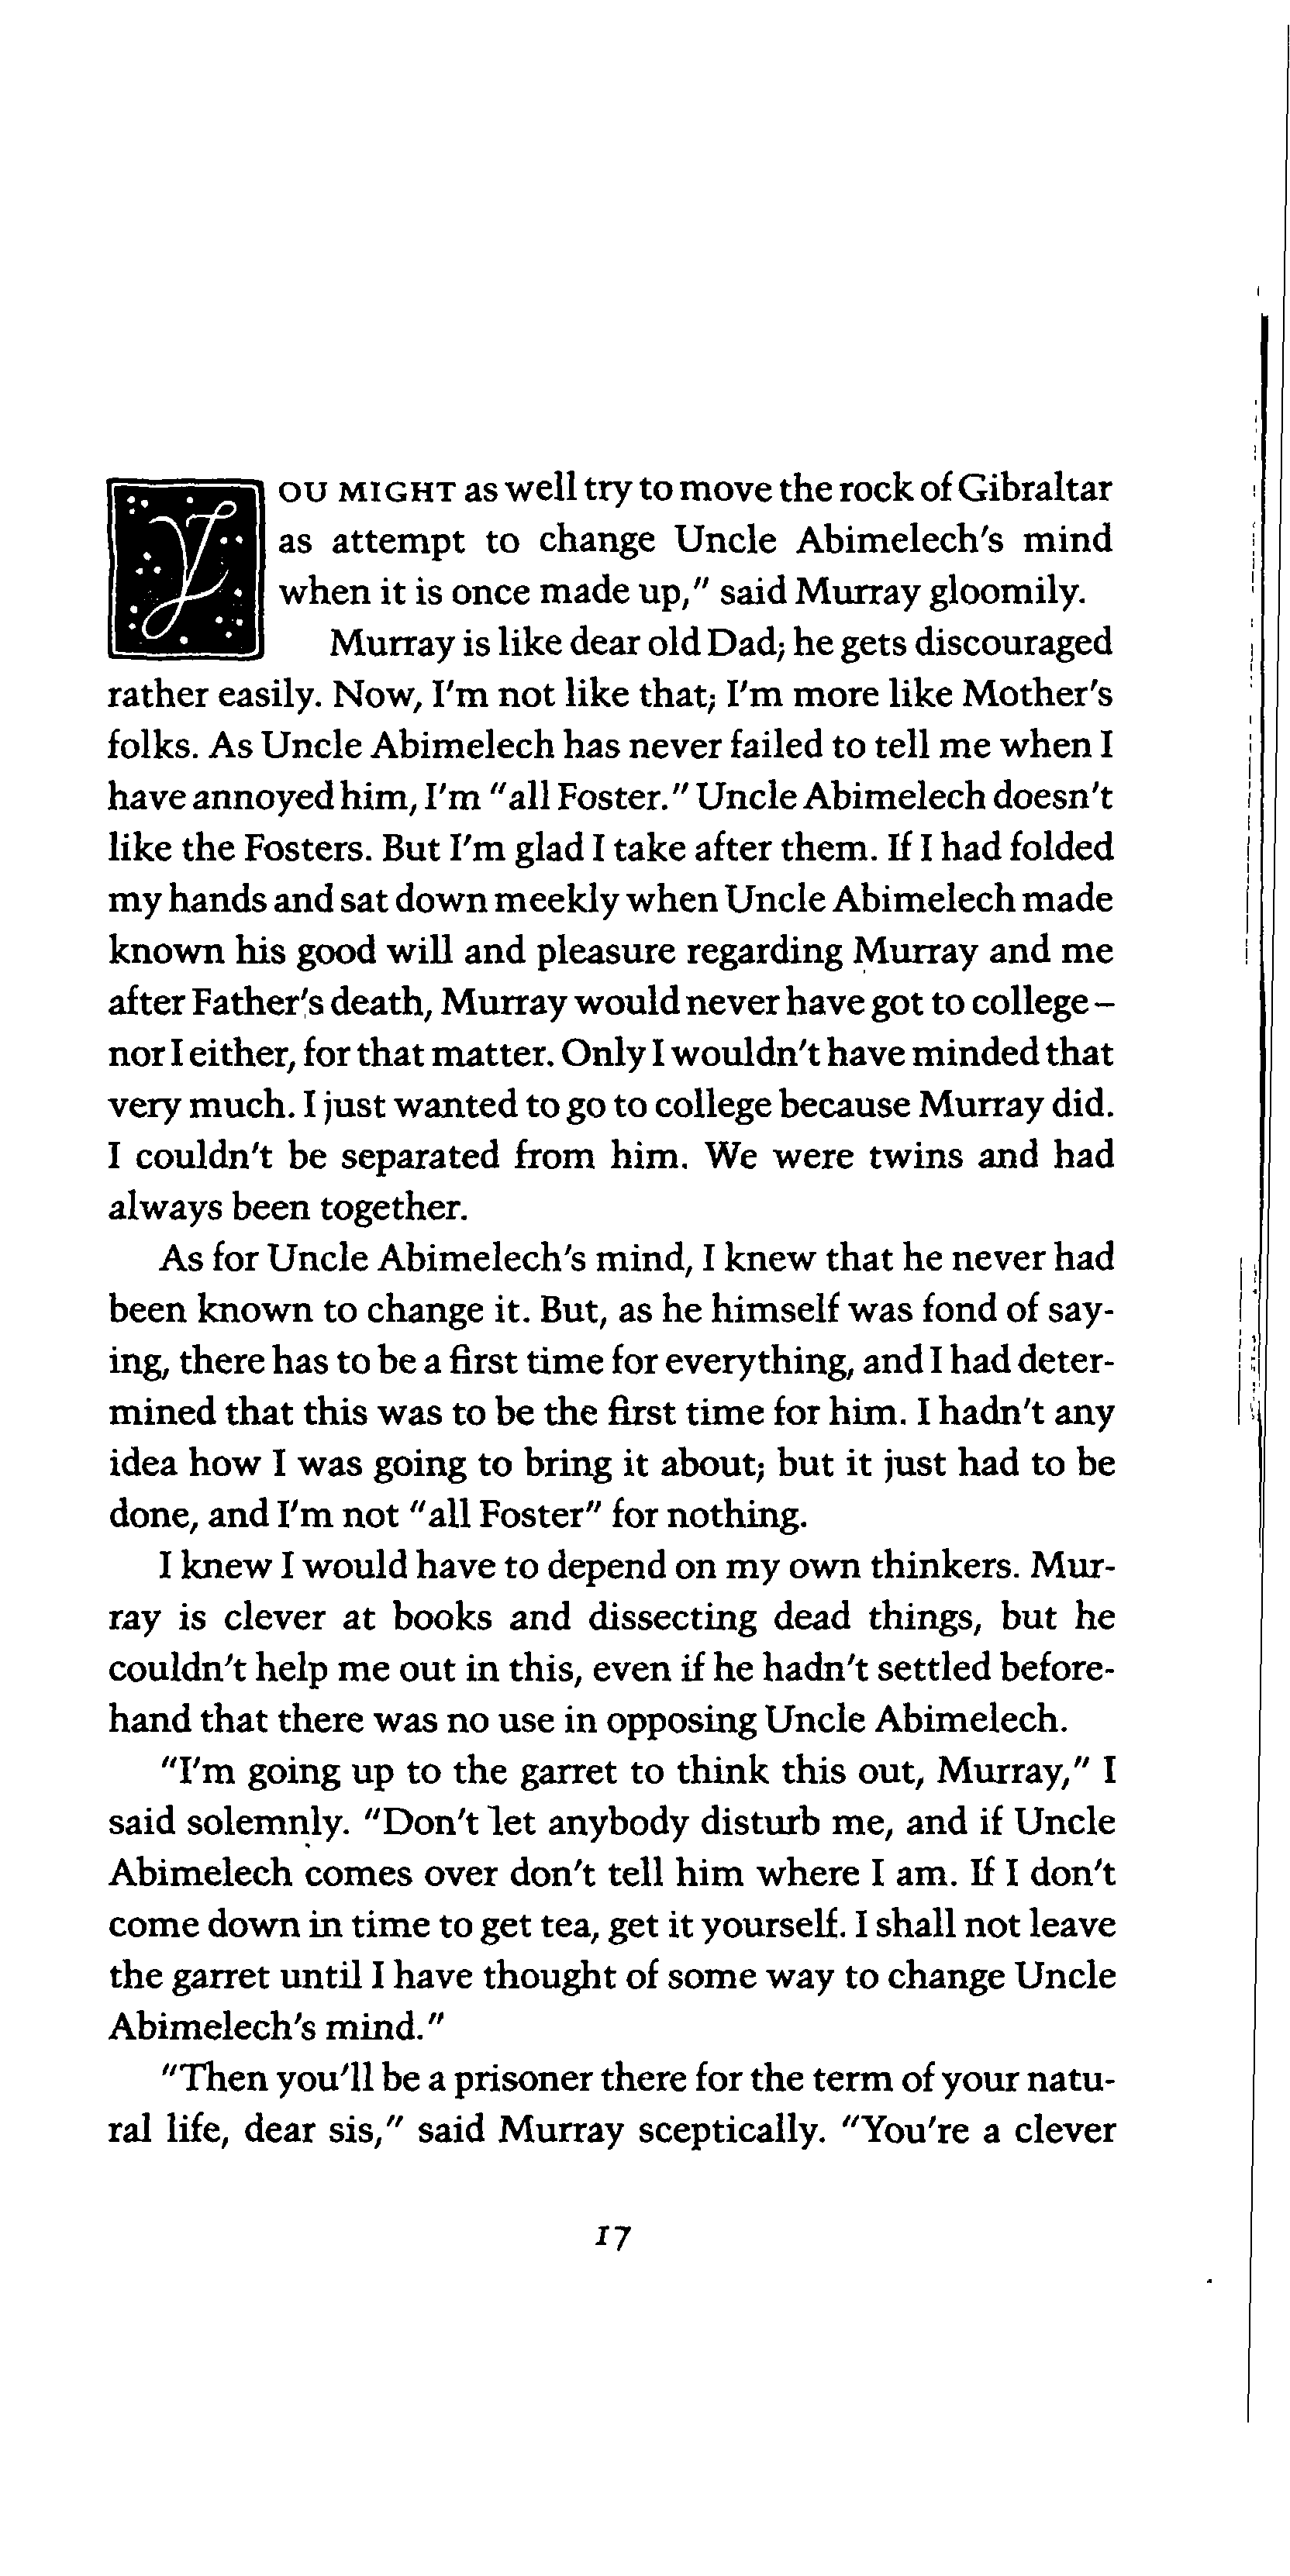 YOU MIGHT as well try to move the rock of Gibraltar
as attempt to change Uncle Abimelech's mind
when it is once made up," said Murray gloomily.
Murray is like dear old Dad; he gets discouraged
rather easily. Now, I'm not like that; I'm more like Mother's
folks. As Uncle Abimelech has never failed to tell me when I
have annoyed him, I'm "all Foster." Uncle Abimelech doesn't
like the Fosters. But I'm glad I take after them. If I had folded
my hands and sat down meekly when Uncle Abimelech made
known his good will and pleasure regarding Murray and me
after Father's death, Murray would never have got to college –
nor I either, for that matter. Only I wouldn't have minded that
very much. I just wanted to go to college because Murray did.
I couldn't be separated from him. We were twins and had
always been together.
As for Uncle Abimelech's mind, I knew that he never had
been known to change it. But, as he himself was fond of say-
ing, there has to be a first time for everything, and I had deter-
mined that this was to be the first time for him. I hadn't any
idea how I was going to bring it about; but it just had to be
done, and I'm not "all Foster" for nothing.
I knew I would have to depend on my own thinkers. Mur-
ray is clever at books and dissecting dead things, but he
couldn't help me out in this, even if he hadn't settled before-
hand that there was no use in opposing Uncle Abimelech.
"I'm going up to the garret to think this out, Murray," I
said solemnly. "Don't let anybody disturb me, and if Uncle
Abimelech comes over don't tell him where I am. If I don't
come down in time to get tea, get it yourself. I shall not leave
the garret until I have thought of some way to change Uncle
Abimelech's mind."
"Then you'll be a prisoner there for the term of your natu-
ral life, dear sis," said Murray sceptically. "You're a clever
17